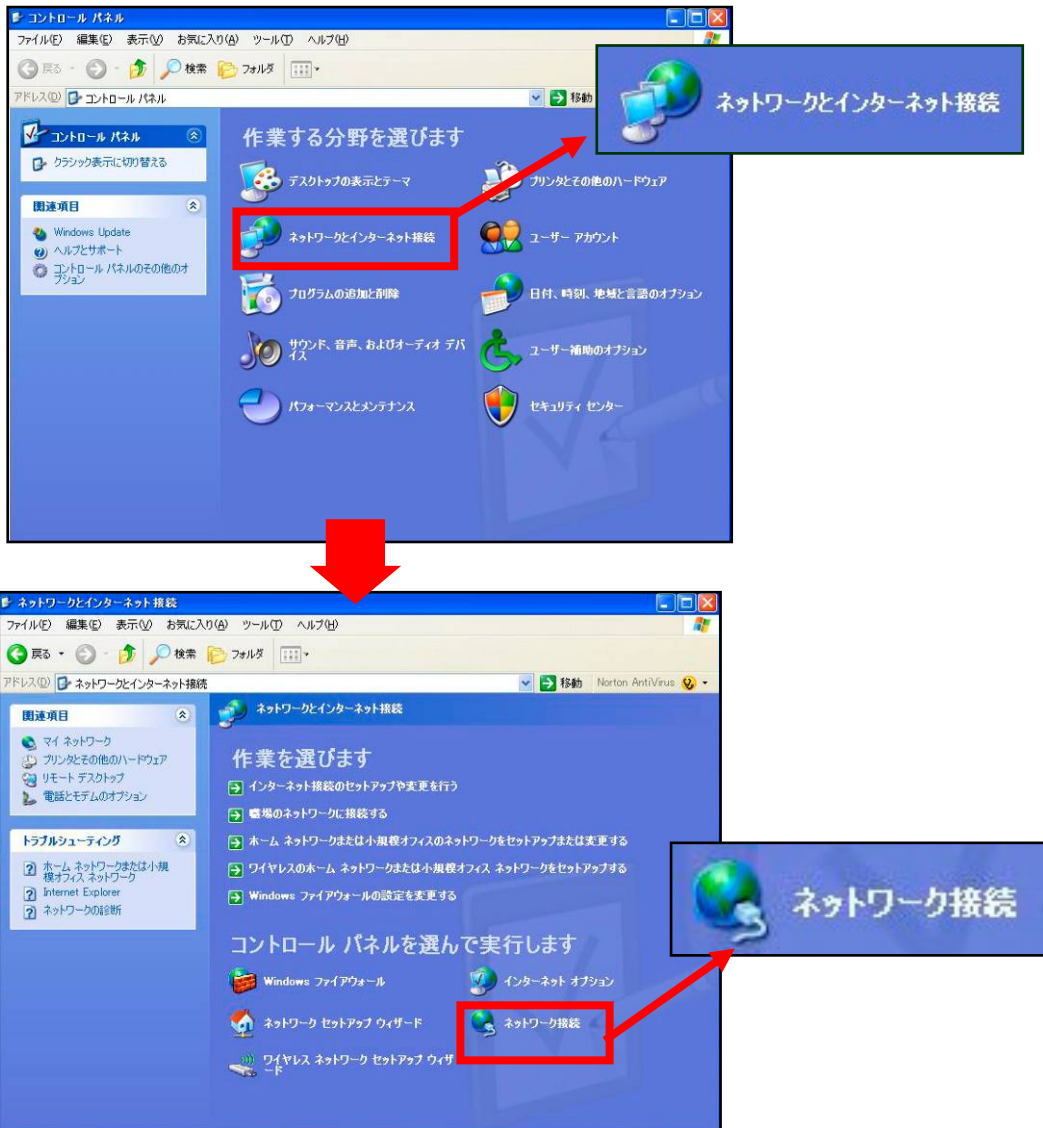 コントロール パネル
ファイル(F) 編集(E) 表示(V) お気に入り(A) ツール(T) ヘルプ(H)
戻る 検索 フォルダ
アドレス(D) コントロール パネル 移動
ネットワークとインターネット接続
コントロール パネル
クラシック表示に切り替える
関連項目
Windows Update
ヘルプとサポート
コントロール パネルのその他のオ
プション
作業する分野を選びます
デスクトップの表示とテーマ
プリンタとその他のハードウェア
ネットワークとインターネット接続
ユーザー アカウント
プログラムの追加と削除
日付、時刻、地域と言語のオプション
サウンド、音声、およびオーディオ デバ
イス
ユーザー補助のオプション
パフォーマンスとメンテナンス
セキュリティ センター
ネットワークとインターネット接続
ファイル(F) 編集(E) 表示(V) お気に入り(A) ツール(T) ヘルプ(H)
戻る 検索 フォルダ
アドレス(D) ネットワークとインターネット接続 移動 Norton AntiVirus
関連項目
マイ ネットワーク
プリンタとその他のハードウェア
リモート デスクトップ
電話とモデムのオプション
トラブルシューティング
ホーム ネットワークまたは小規
模オフィス ネットワーク
Internet Explorer
ネットワークの診断
ネットワークとインターネット接続
作業を選びます
インターネット接続のセットアップや変更を行う
職場のネットワークに接続する
ホーム ネットワークまたは小規模オフィスのネットワークをセットアップまたは変更する
ワイヤレスのホーム ネットワークまたは小規模オフィス ネットワークをセットアップする
Windows ファイアウォールの設定を変更する
コントロール パネルを選んで実行します
Windows ファイアウォール
インターネット オプション
ネットワーク セットアップ ウィザード
ネットワーク接続
ワイヤレス ネットワーク セットアップ ウィザ
ード
ネットワーク接続